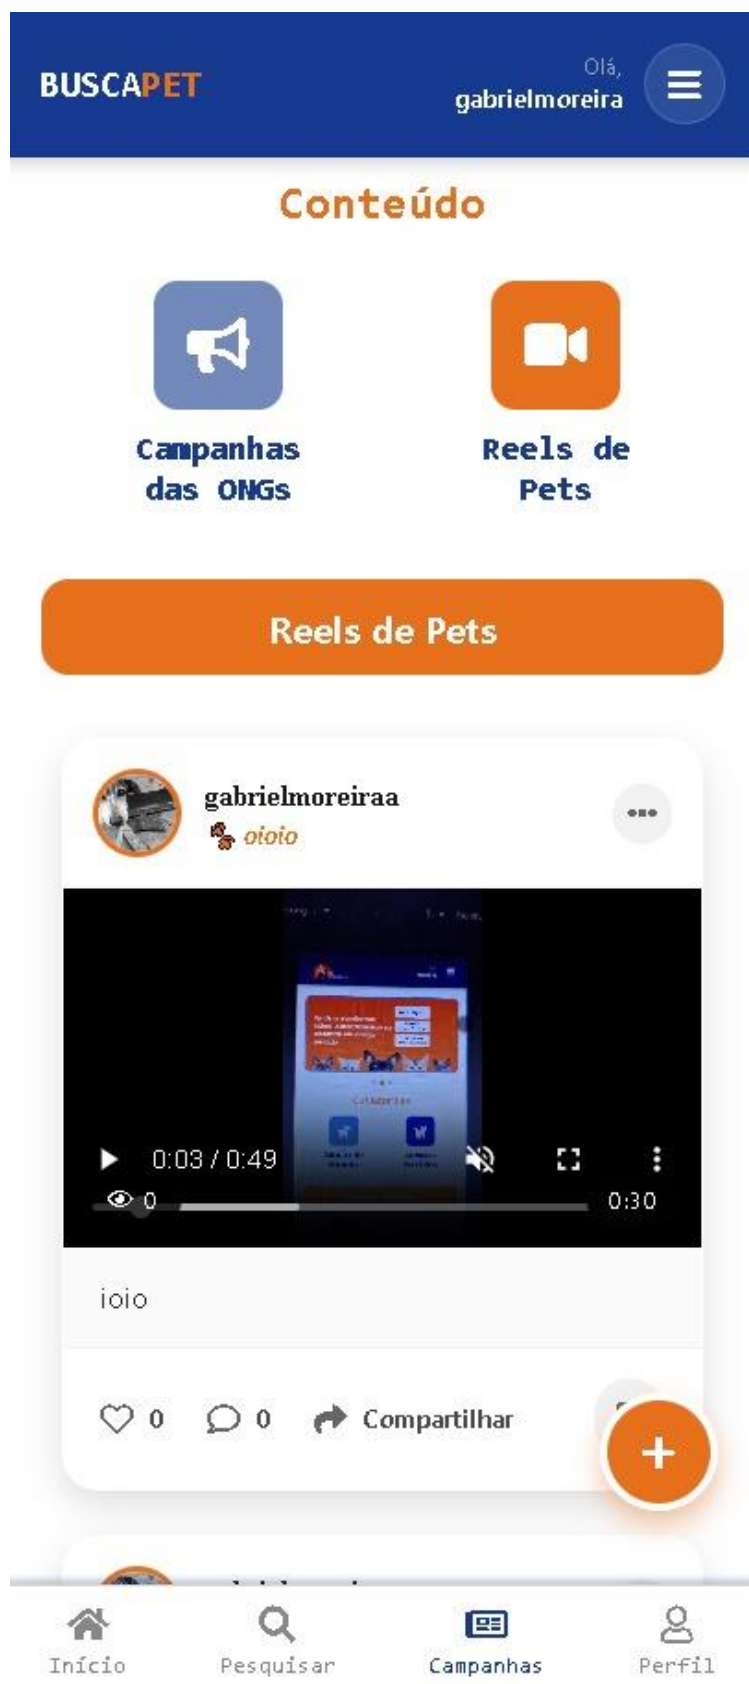 BUSCAPET
Olá,
gabrielmoreira
Conteúdo
Campanhas
das ONGs
Reels de
Pets
Reels de Pets
gabrielmoreiraa
oioio
0:03 / 0:49
0
0:30
ioio
0
0
Compartilhar
+
Início
Pesquisar
Campanhas
Perfil